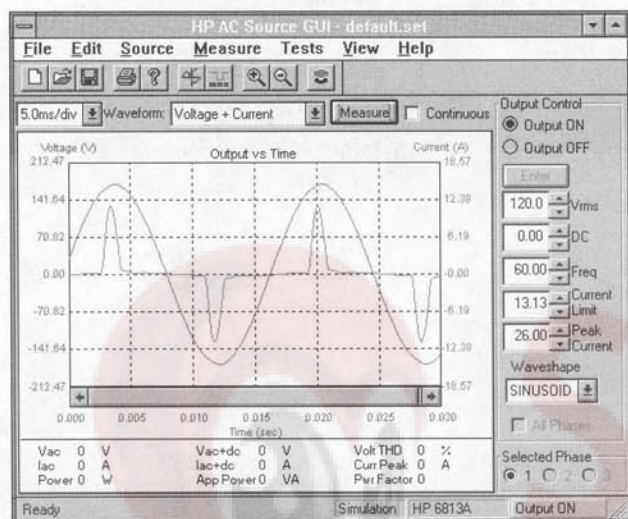 HP AC Source GUI - default.set
File Edit Source Measure Tests View Help
5.0ms/div Waveform: Voltage + Current Measure Continuous
Output Control
Output ON
Output OFF
Enter
120.0 Vrms
0.00 DC
60.00 Freq
13.13 Current Limit
26.00 Peak Current
Waveshape
SINUSOID
All Phases
Selected Phase
1 2 3
Voltage (V) Output vs Time Current (A)
212.47 18.57
141.64 12.38
70.82 6.19
0.00 -0.00
-70.82 6.19
-141.64 12.38
-212.47 18.57
0.000 0.005 0.010 0.015 0.020 0.025 0.030
Time (sec)
Vac 0 V Vac+dc 0 V Volt THD 0 %
Iac 0 A Iac+dc 0 A Curr Peak 0 A
Power 0 W App Power 0 VA Pwr Factor 0
Ready Simulation HP 6813A Output ON